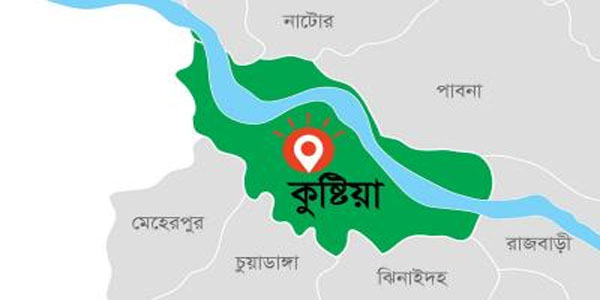 নাটোর
পাবনা
কুষ্টিয়া
মেহেরপুর
রাজবাড়ী
চুয়াডাঙ্গা
ঝিনাইদহ